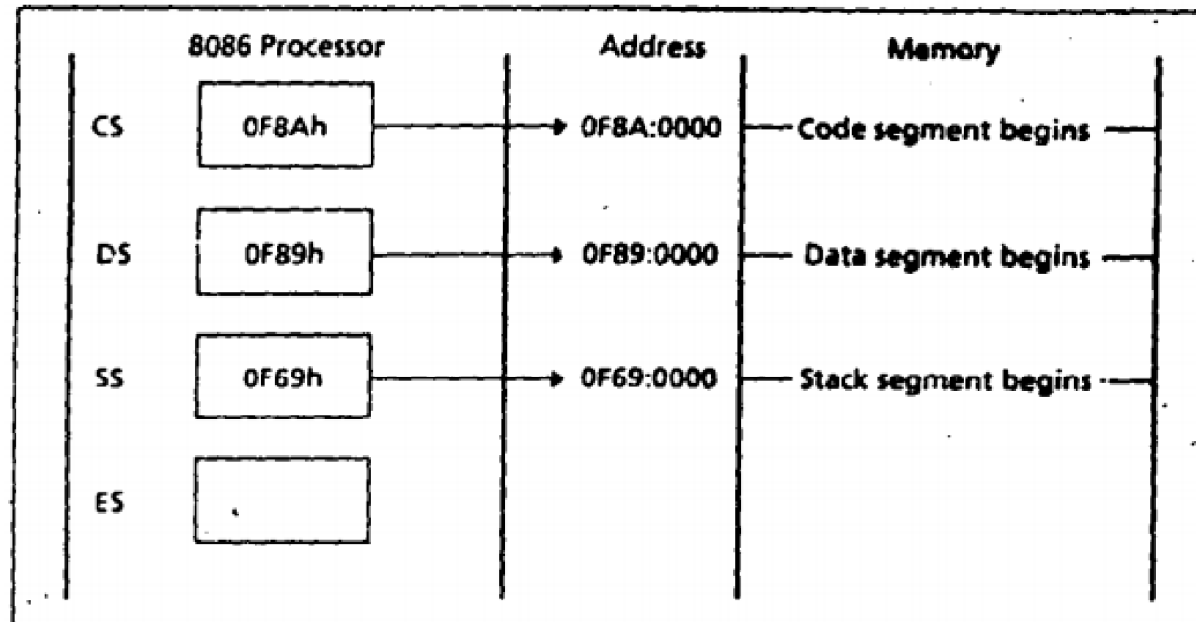 8086 Processor Address Memory
CS 0F8Ah 0F8A:0000 Code segment begins
DS 0F89h 0F89:0000 Data segment begins
SS 0F69h 0F69:0000 Stack segment begins
ES